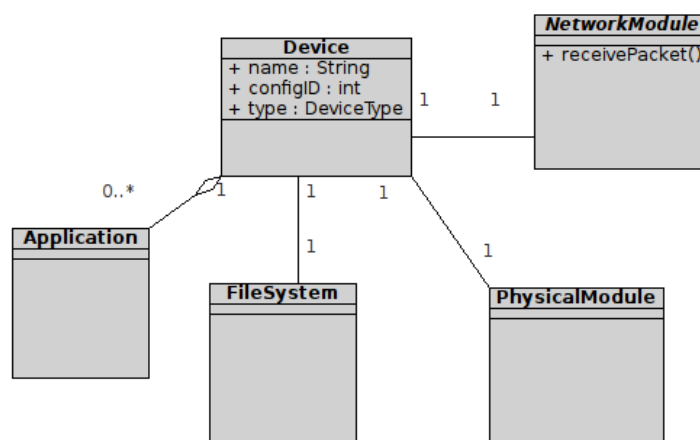 NetworkModule
+ receivePacket()
Device
+ name : String
+ configID : int
+ type : DeviceType
1
1
0..*
1
1
1
Application
1
1
FileSystem
PhysicalModule